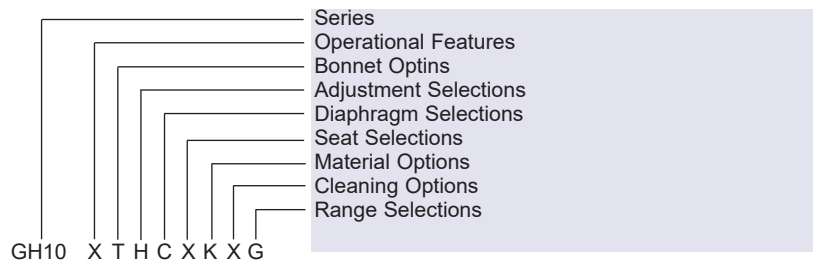 Series
Operational Features
Bonnet Optins
Adjustment Selections
Diaphragm Selections
Seat Selections
Material Options
Cleaning Options
Range Selections
GH10 X T H C X K X G